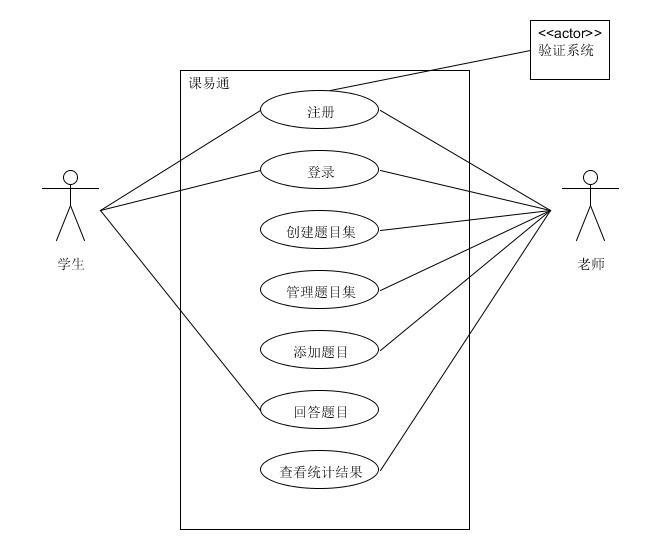 <<actor>>
验证系统
课易通
注册
登录
创建题目集
学生
老师
管理题目集
添加题目
回答题目
查看统计结果